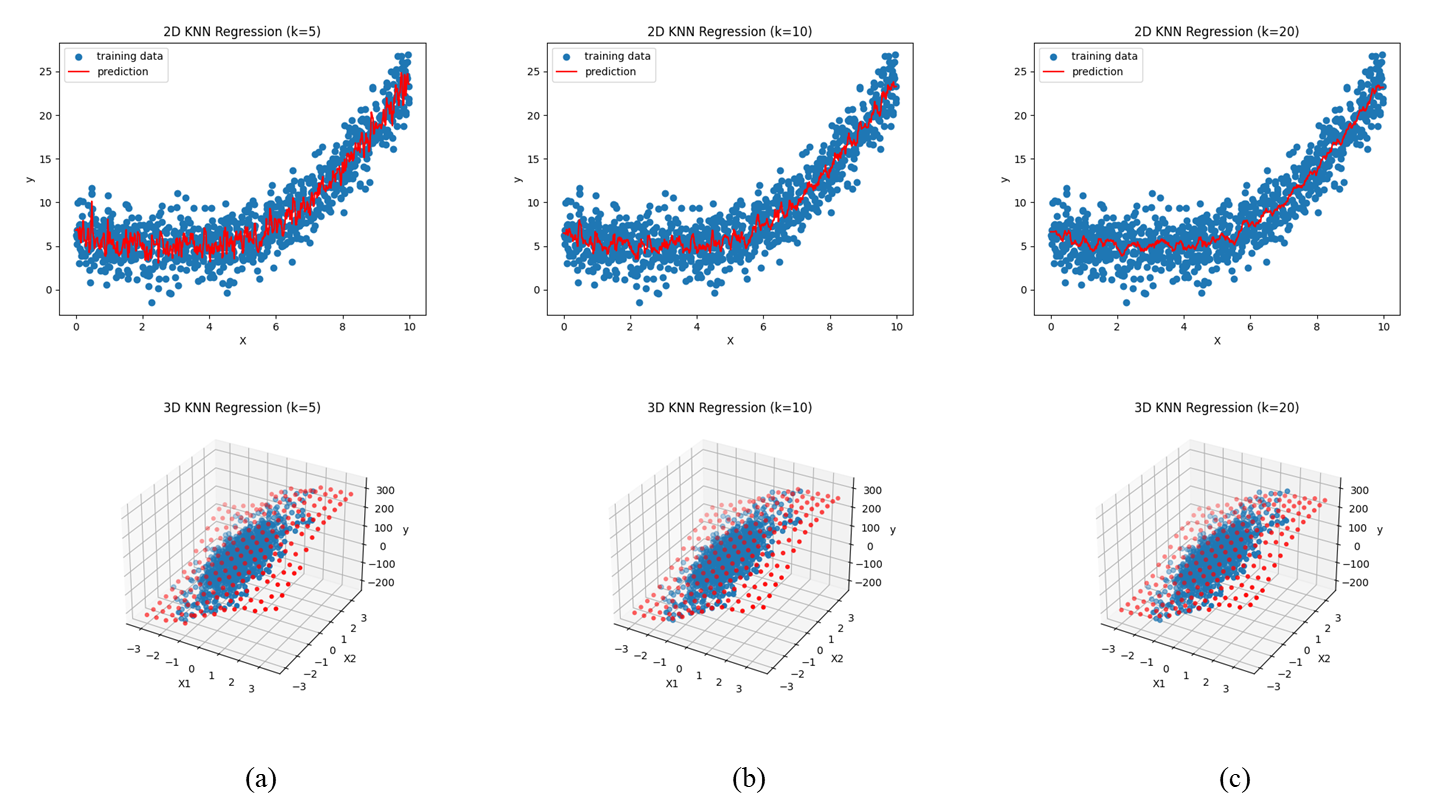 2D KNN Regression (k=5)
training data
prediction
25
20
15
10
5
0
y
0 2 4 6 8 10
X
2D KNN Regression (k=10)
training data
prediction
25
20
15
10
5
0
y
0 2 4 6 8 10
X
2D KNN Regression (k=20)
training data
prediction
25
20
15
10
5
0
y
0 2 4 6 8 10
X
3D KNN Regression (k=5)
300
200
100
0
−100
−200
y
3
2
1
0
−1
−2
−3
X2
−3 −2 −1 0 1 2 3
X1
3D KNN Regression (k=10)
300
200
100
0
−100
−200
y
3
2
1
0
−1
−2
−3
X2
−3 −2 −1 0 1 2 3
X1
3D KNN Regression (k=20)
300
200
100
0
−100
−200
y
3
2
1
0
−1
−2
−3
X2
−3 −2 −1 0 1 2 3
X1
(a) (b) (c)